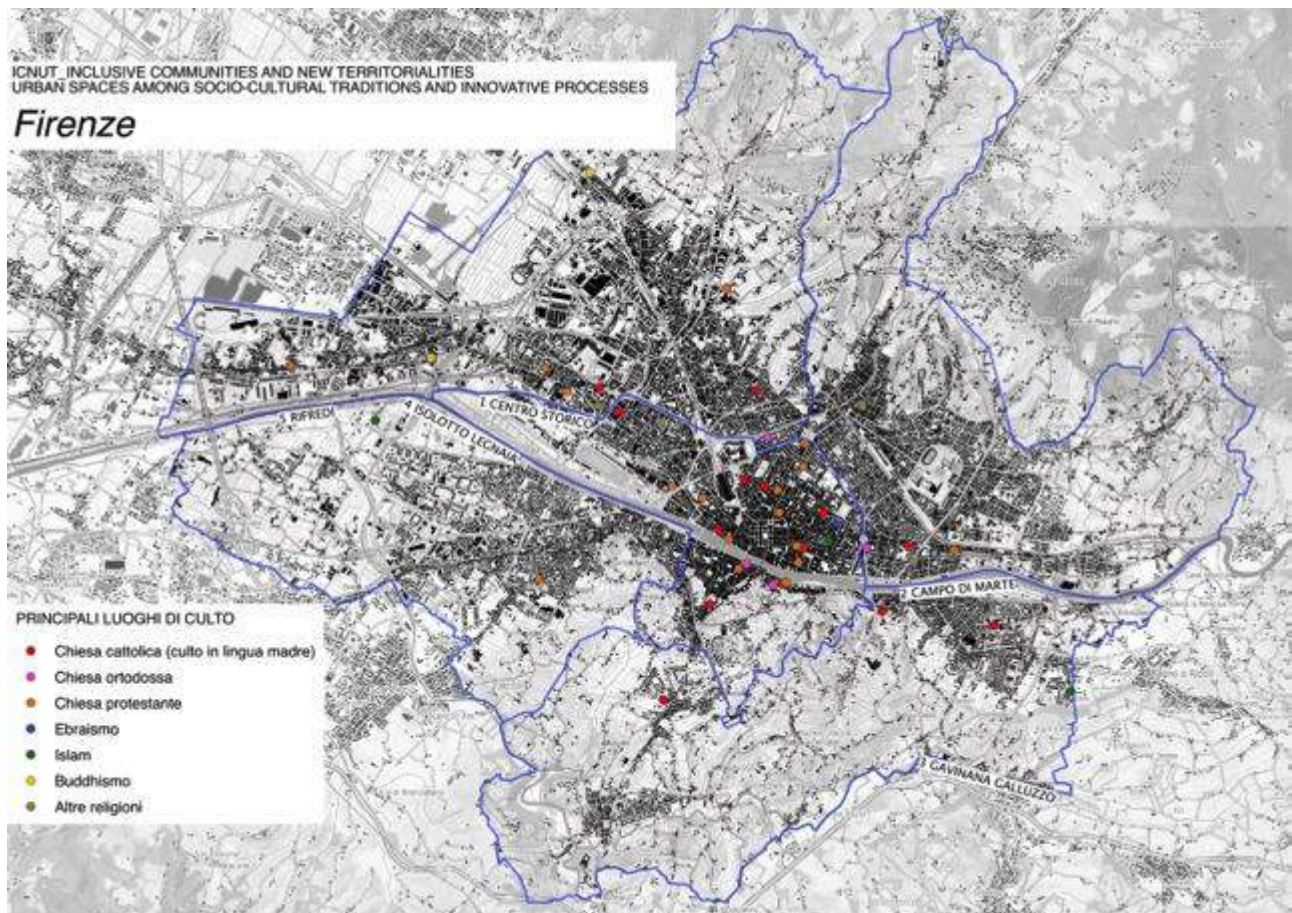 ICNUT_INCLUSIVE COMMUNITIES AND NEW TERRITORIALITIES
URBAN SPACES AMONG SOCIO-CULTURAL TRADITIONS AND INNOVATIVE PROCESSES
Firenze
1 CENTRO STORICO
5 RIFREDI
4 ISOLOTTO LEGNAIA
2 CAMPO DI MARTE
3 GAVINANA GALLUZZO
PRINCIPALI LUOGHI DI CULTO
Chiesa cattolica (culto in lingua madre)
Chiesa ortodossa
Chiesa protestante
Ebraismo
Islam
Buddhismo
Altre religioni